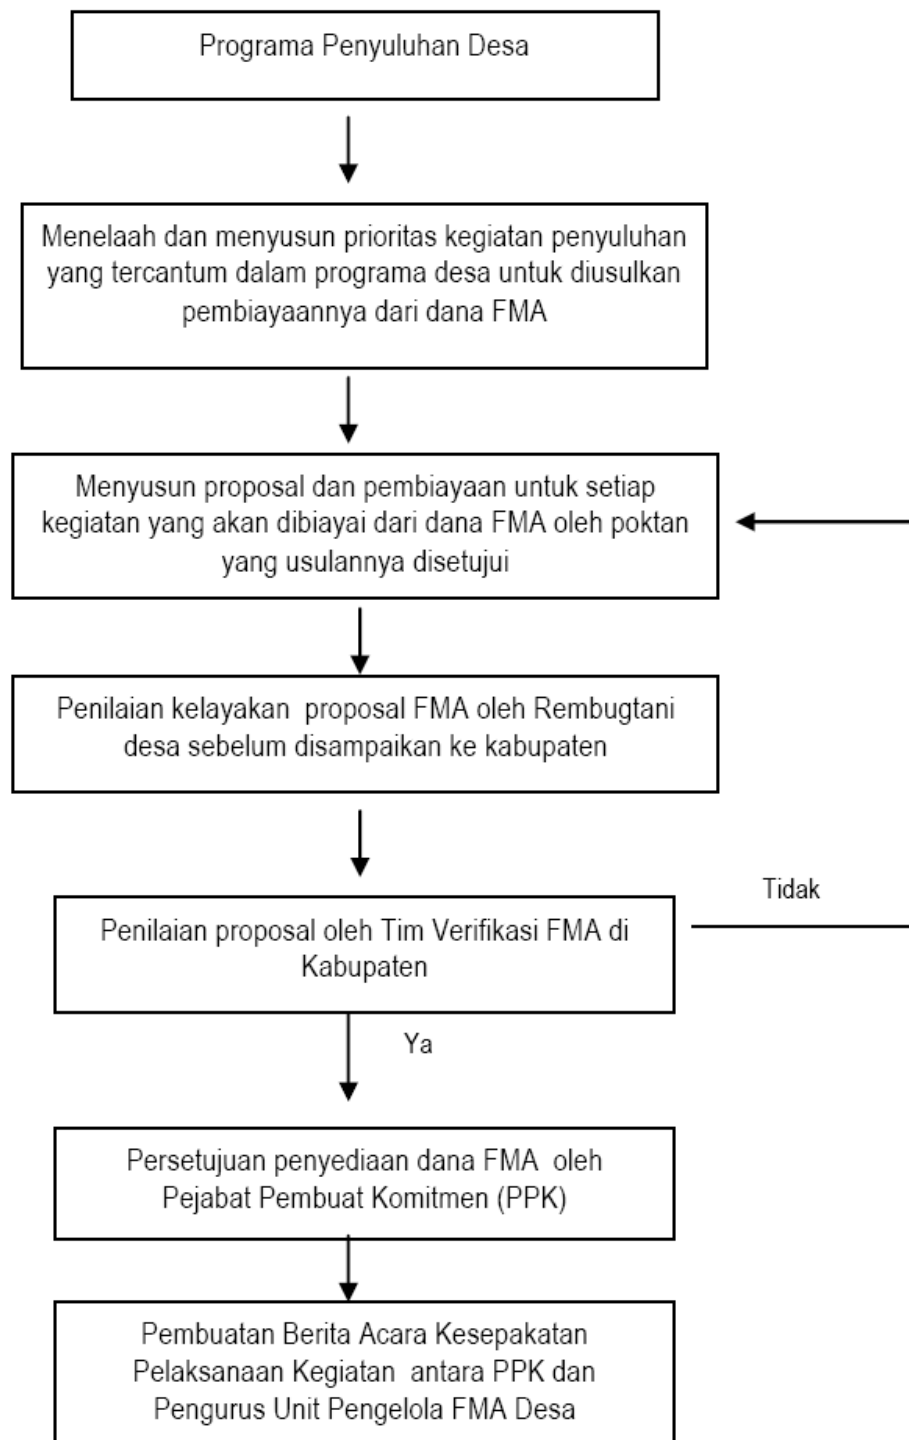 Programa Penyuluhan Desa
Menelaah dan menyusun prioritas kegiatan penyuluhan
yang tercantum dalam programa desa untuk diusulkan
pembiayaannya dari dana FMA
Menyusun proposal dan pembiayaan untuk setiap
kegiatan yang akan dibiayai dari dana FMA oleh poktan
yang usulannya disetujui
Penilaian kelayakan proposal FMA oleh Rembugtani
desa sebelum disampaikan ke kabupaten
Tidak
Penilaian proposal oleh Tim Verifikasi FMA di
Kabupaten
Ya
Persetujuan penyediaan dana FMA oleh
Pejabat Pembuat Komitmen (PPK)
Pembuatan Berita Acara Kesepakatan
Pelaksanaan Kegiatan antara PPK dan
Pengurus Unit Pengelola FMA Desa